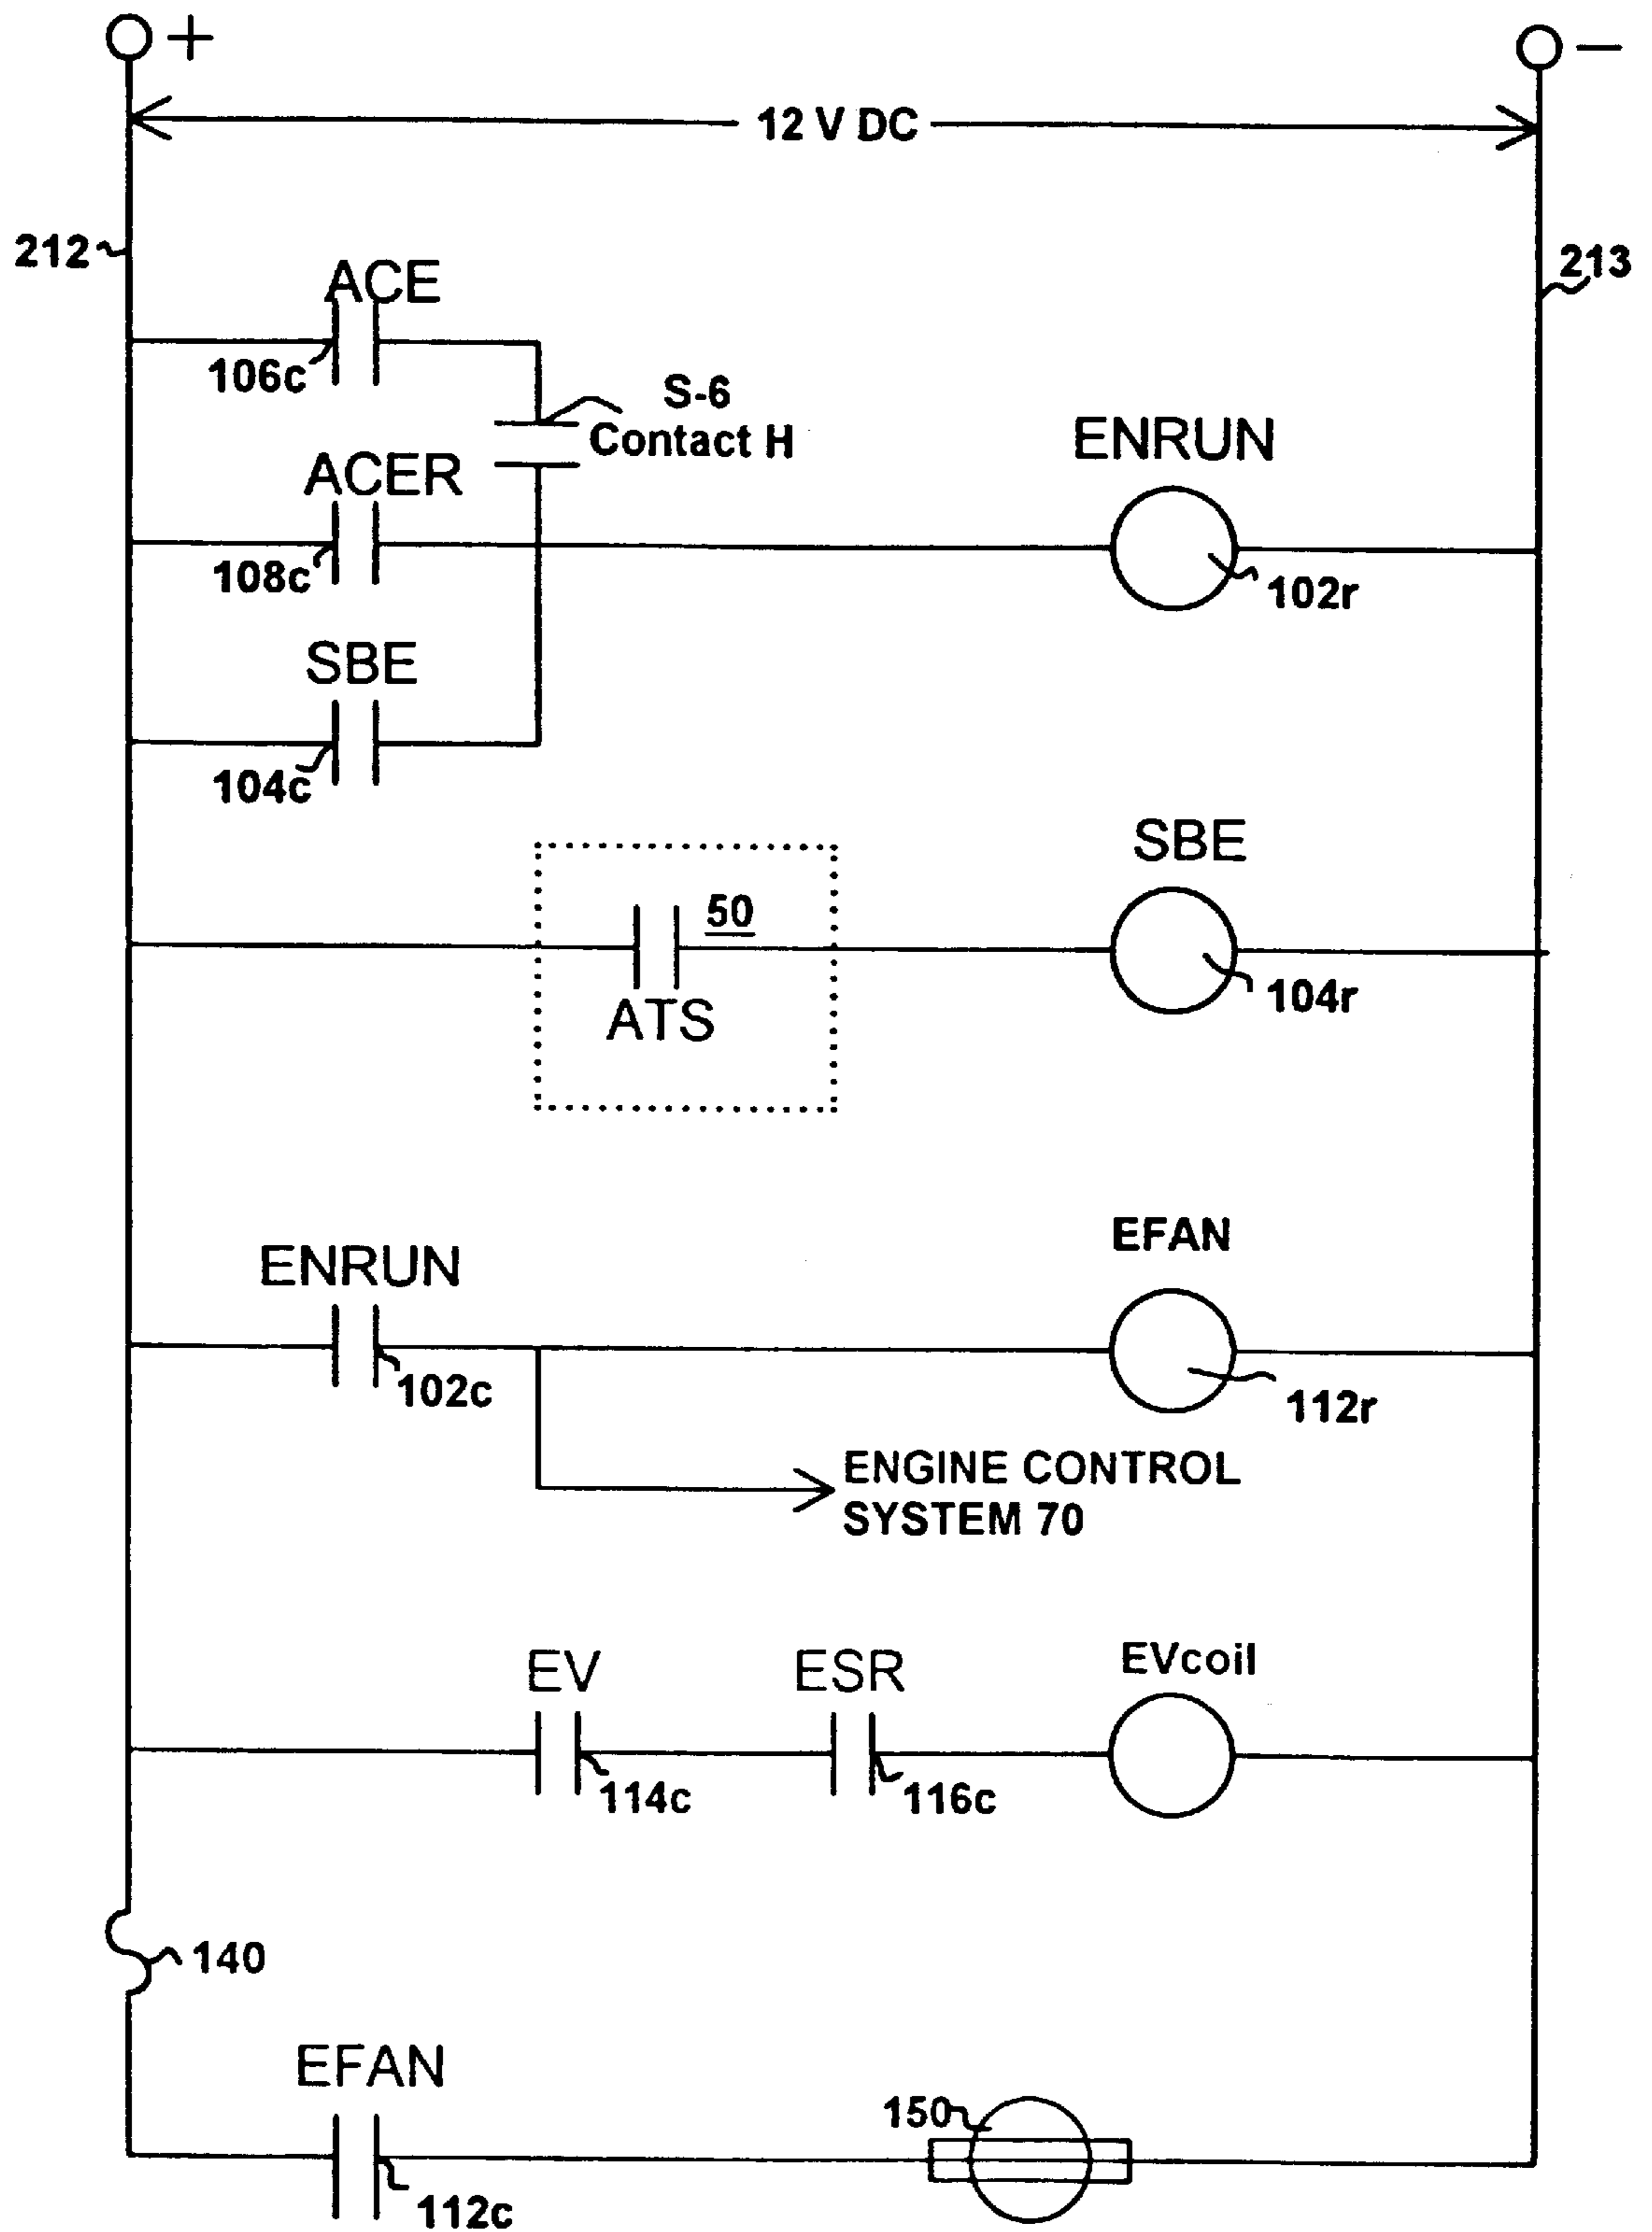 +
−
12 V DC
212
213
ACE
106c
S-6
Contact H
ACER
108c
ENRUN
102r
SBE
104c
SBE
50
ATS
104r
EFAN
ENRUN
102c
112r
ENGINE CONTROL
SYSTEM 70
EV
ESR
EVcoil
114c
116c
140
EFAN
150
112c